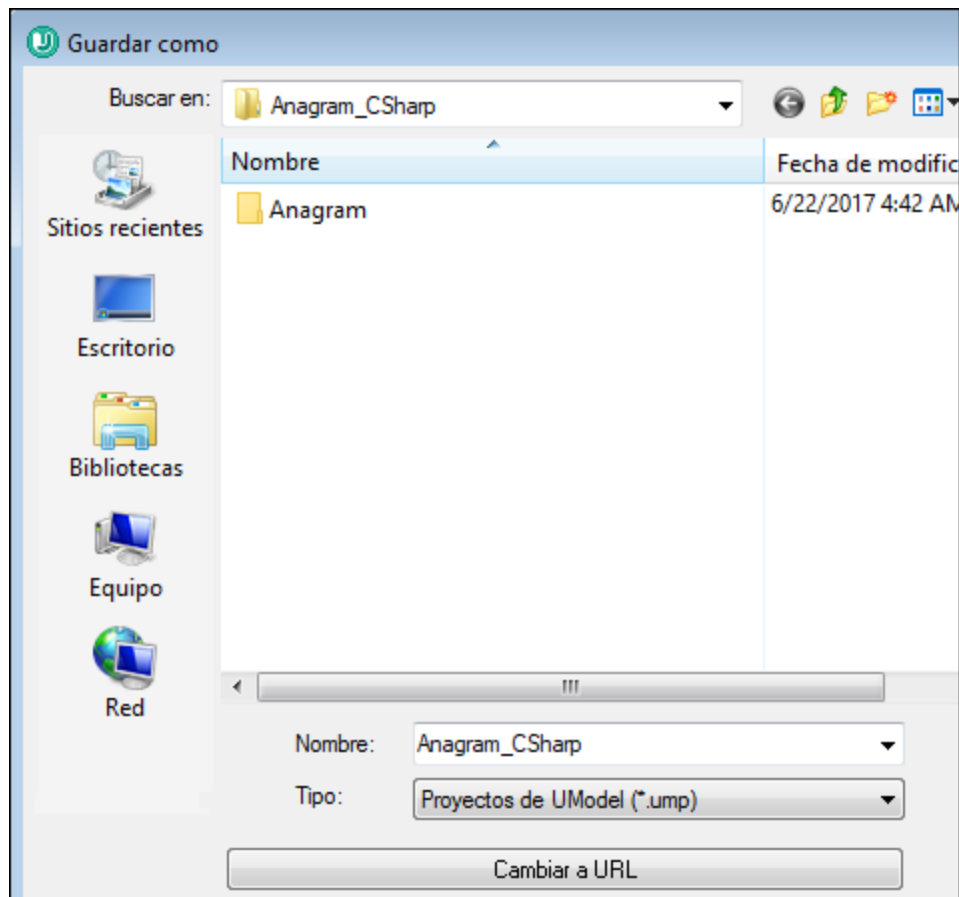 Guardar como
Buscar en: Anagram_CSharp
Nombre Fecha de modific
Anagram 6/22/2017 4:42 AM
Sitios recientes
Escritorio
Bibliotecas
Equipo
Red
Nombre: Anagram_CSharp
Tipo: Proyectos de UModel (*.ump)
Cambiar a URL